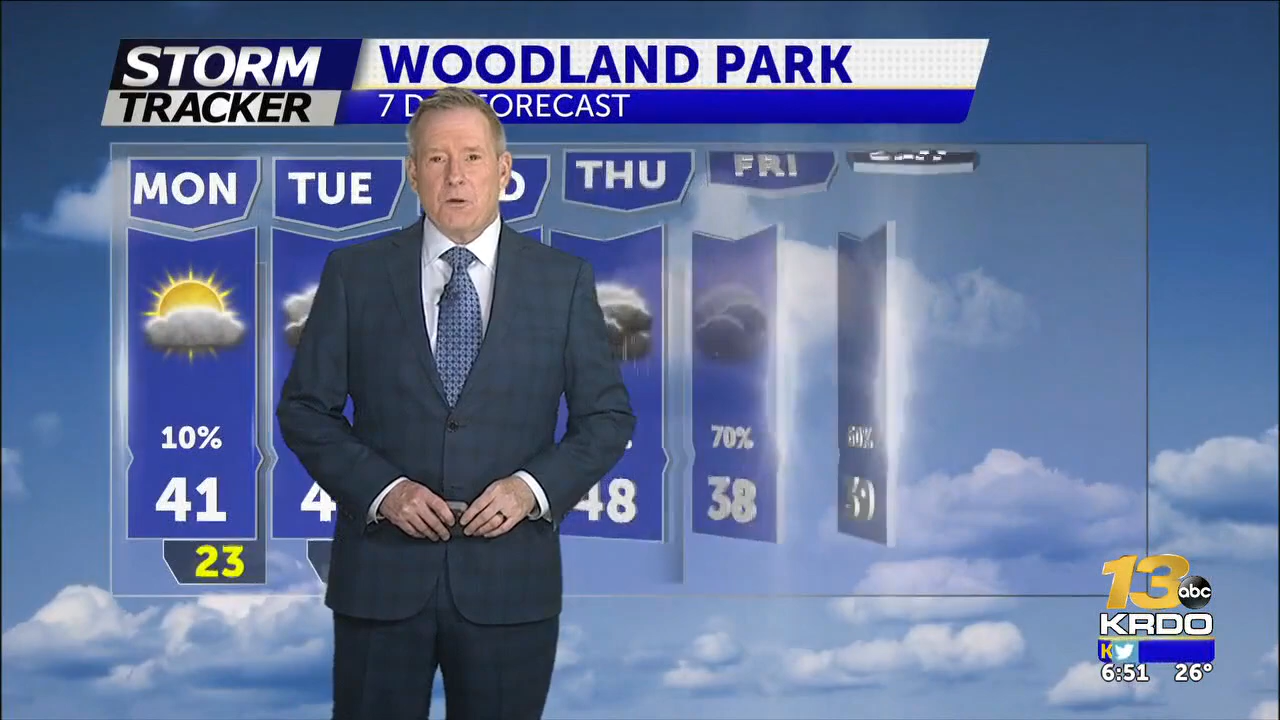 STORM
TRACKER
WOODLAND PARK
7 D FORECAST
MON TUE D THU FRI
10% 70%
41 4 48 38
23
13 abc
KRDO
K
6:51 26°